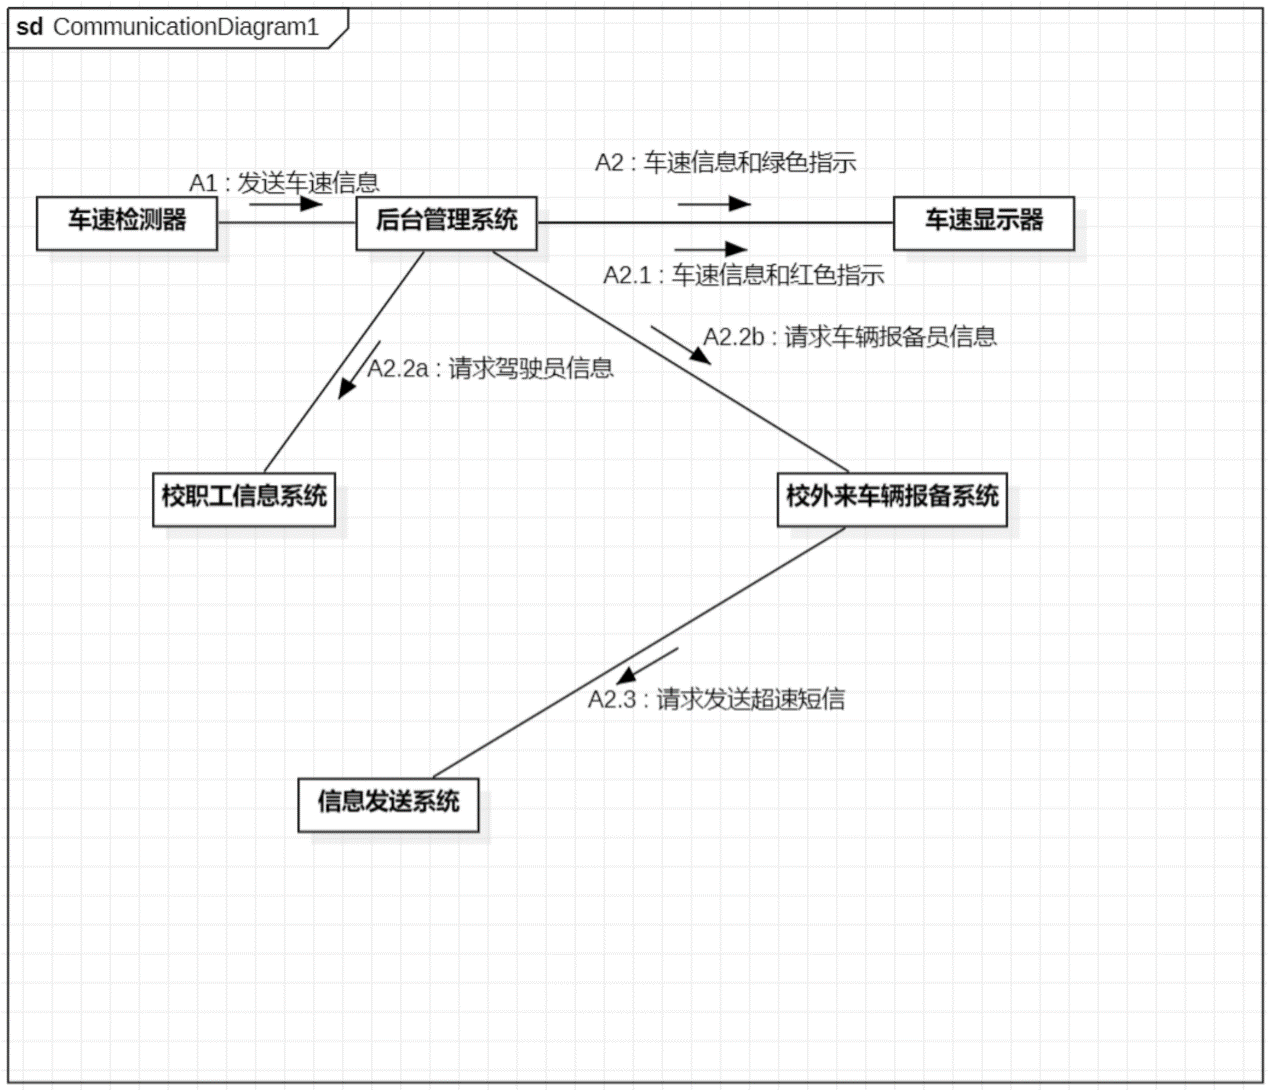 sd CommunicationDiagram1
A2 : 车速信息和绿色指示
A1 : 发送车速信息
车速检测器
后台管理系统
车速显示器
A2.1 : 车速信息和红色指示
A2.2b : 请求车辆报备员信息
A2.2a : 请求驾驶员信息
校职工信息系统
校外来车辆报备系统
A2.3 : 请求发送超速短信
信息发送系统